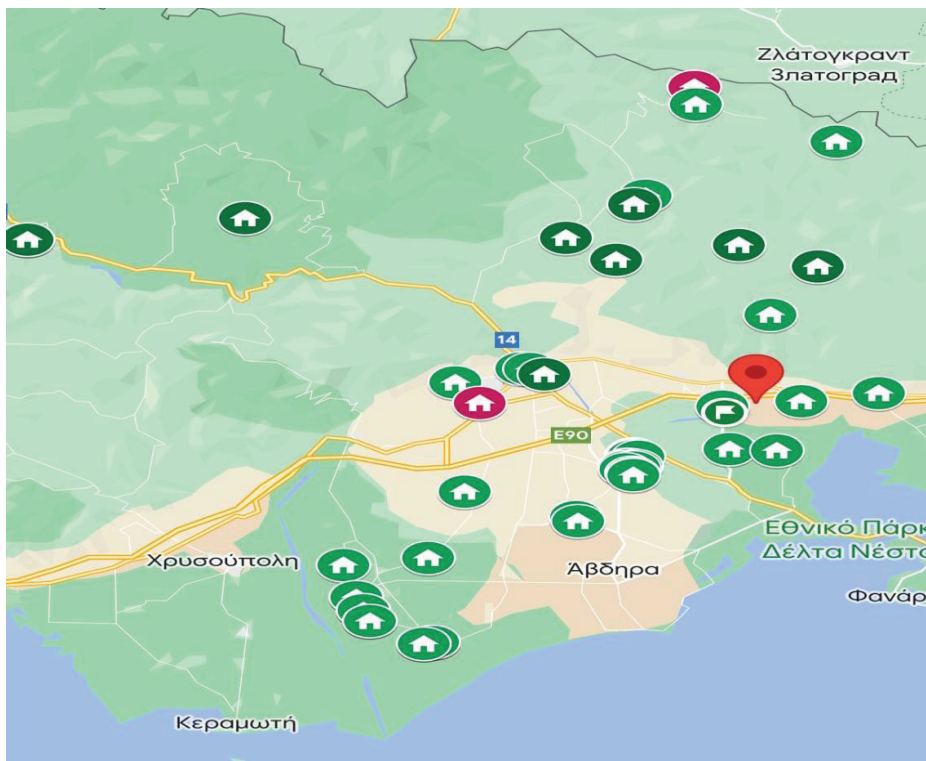 Ζλάτογκραντ
Златоград
14
E90
Εθνικό Πάρκ
Δέλτα Νέστο
Χρυσούπολη
Άβδηρα
Φανάρ
Κεραμωτή